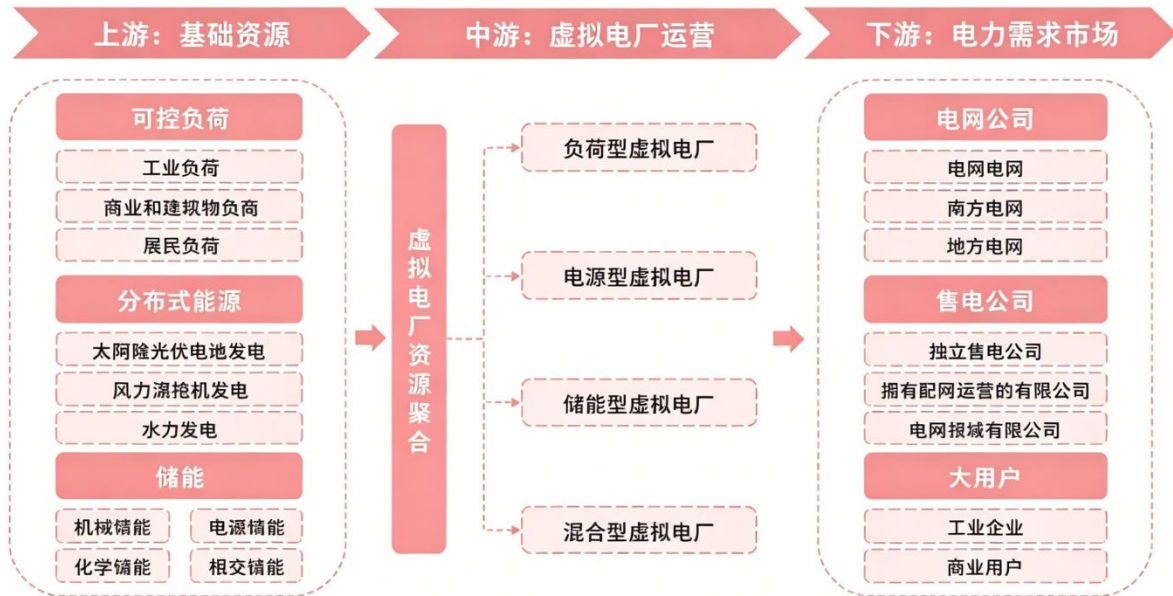 上游：基础资源
中游：虚拟电厂运营
下游：电力需求市场
可控负荷
工业负荷
商业和建筑物负商
展民负荷
分布式能源
太阿隆光伏电地发电
风力涡抢机发电
水力发电
储能
机械储能
电源储能
化学储能
相交储能
虚拟电厂资源聚合
负荷型虚拟电厂
电源型虚拟电厂
储能型虚拟电厂
混合型虚拟电厂
电网公司
电网电网
南方电网
地方电网
售电公司
独立售电公司
拥有配网运营的有限公司
电网报域有限公司
大用户
工业企业
商业用户